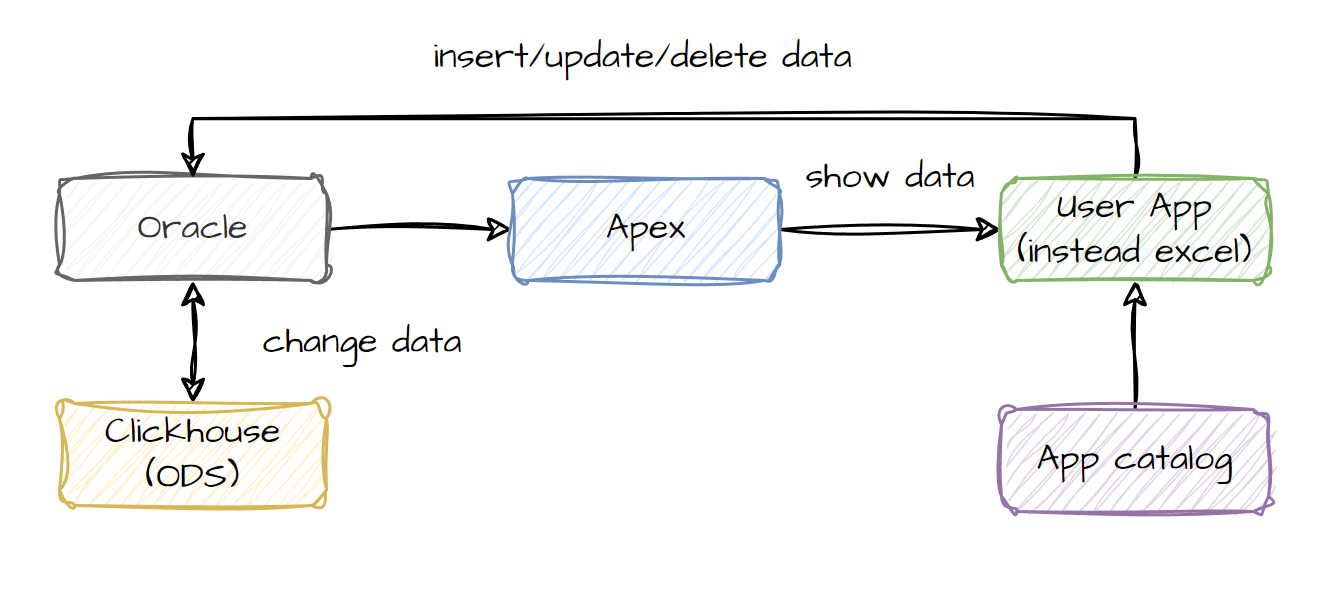 insert/update/delete data
show data
Oracle
Apex
User App
(instead excel)
change data
Clickhouse
(ODS)
App catalog